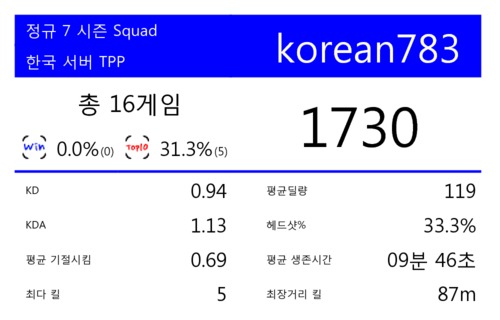 정규 7 시즌 Squad
한국 서버 TPP
korean783
총 16게임
Win 0.0%(0) Top10 31.3%(5)
1730
KD 0.94
평균딜량 119
KDA 1.13
헤드샷% 33.3%
평균 기절시킴 0.69
평균 생존시간 09분 46초
최다 킬 5
최장거리 킬 87m